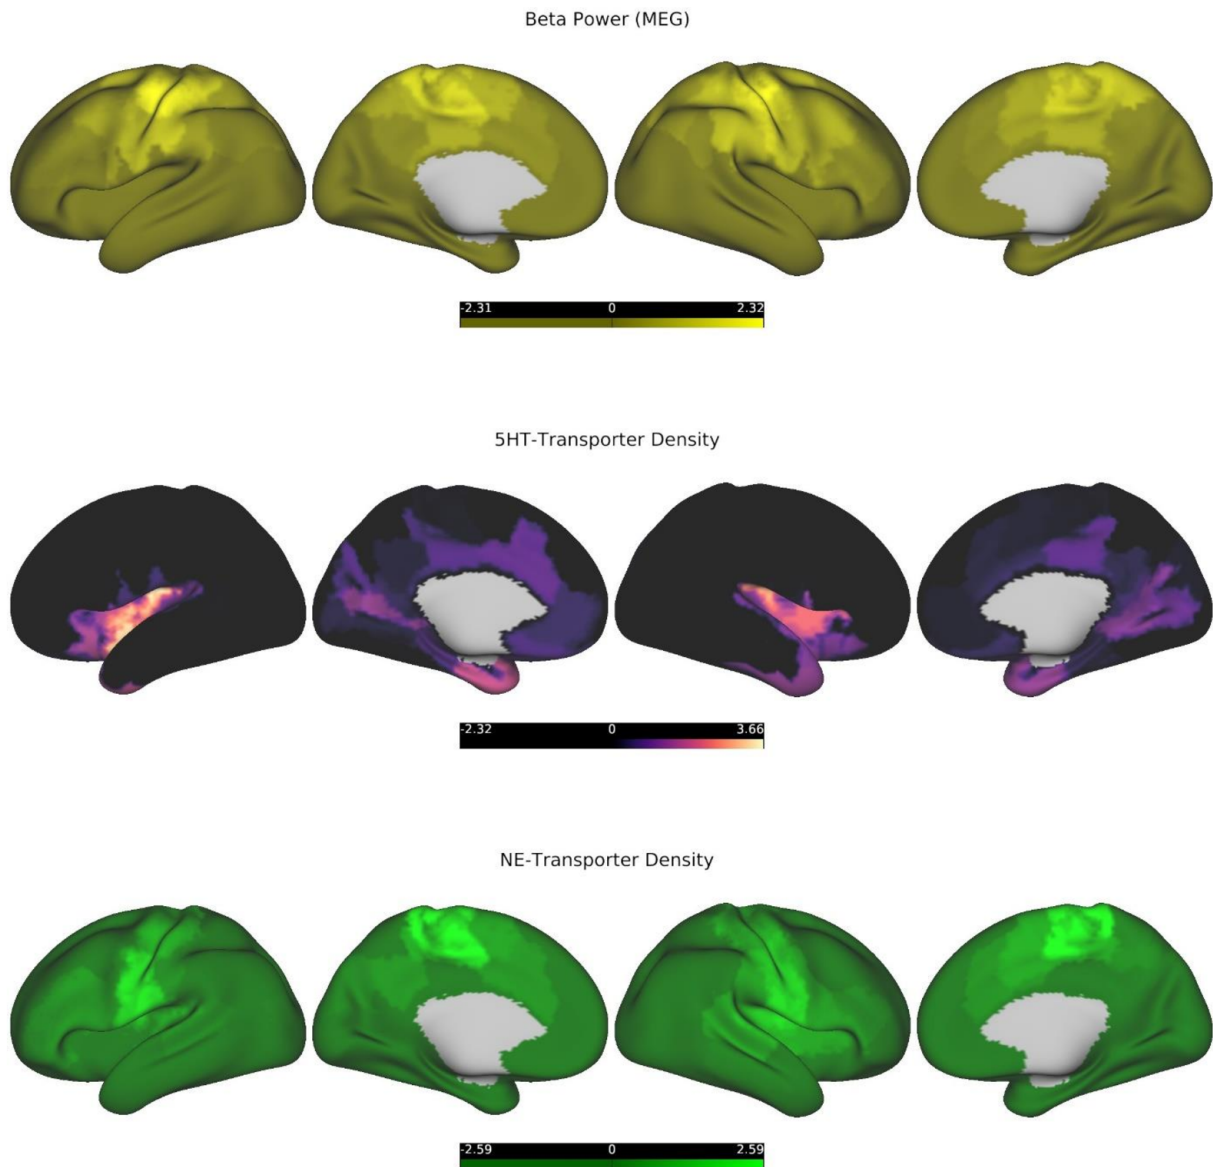 Beta Power (MEG)
-2.31 0 2.32
5HT-Transporter Density
-2.32 0 3.66
NE-Transporter Density
-2.59 0 2.59